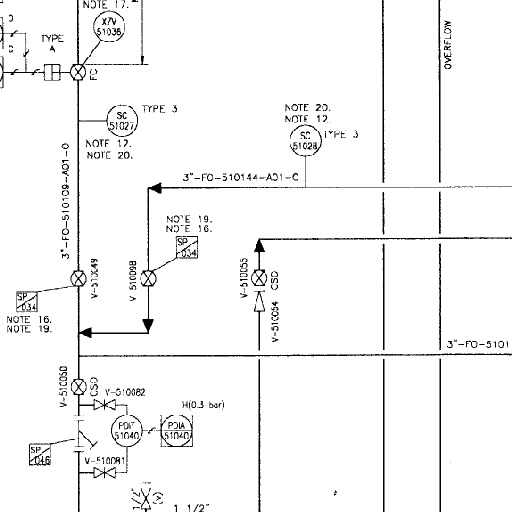 NOTE 17.
XZV
51036
TYPE
A
FC
OVERFLOW
SC
51027
TYPE 3
NOTE 12.
NOTE 20.
NOTE 20.
NOTE 12
SC
51028
TYPE 3
3"-FO-510109-A01-O
3"-FO-510144-A01-C
NOTE 19.
NOTE 16.
SP
034
V-510049
V-510098
V-510055
CSO
SP
034
NOTE 16.
NOTE 19.
V-510054
3"-FO-5101
V-510050
CSO
V-510082
H(0.3 bar)
PDIT
51040
PDIA
51040
SP
046
V-510081
1 1/2"